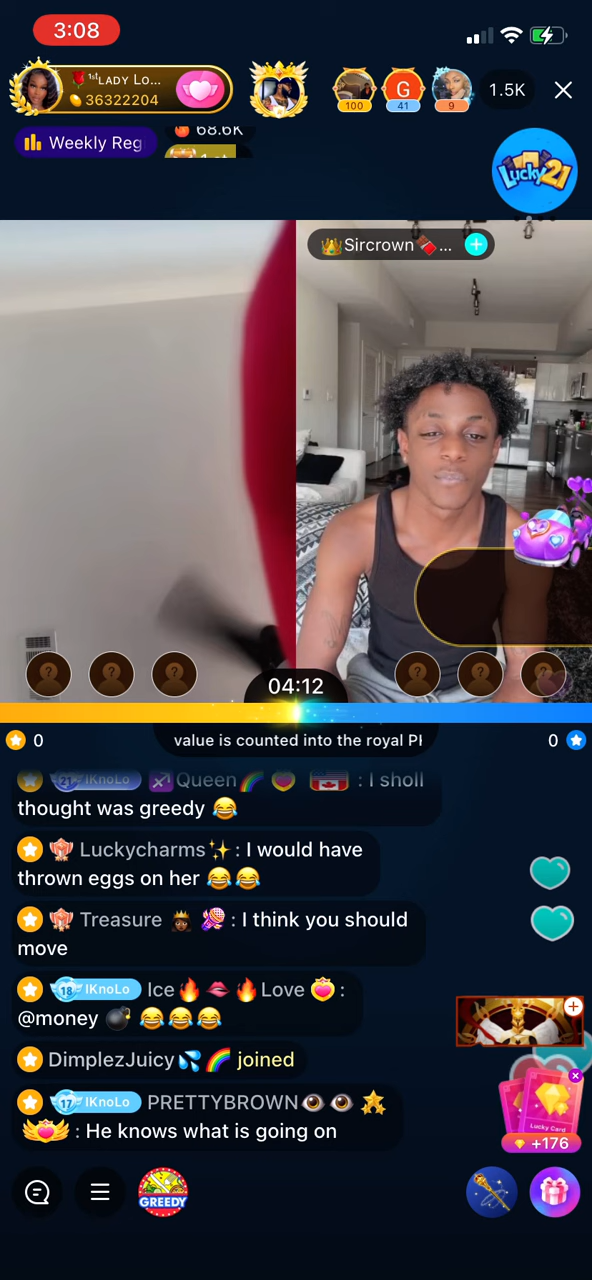 3:08
🌹 ¹ˢᵗLADY Lo...
36322204
100
41
9
1.5K
G
Weekly Reg
68.6K
Lucky21
👑Sircrown🍫...
04:12
0
value is counted into the royal
0
21 IKnoLo ♐Queen🌈 : I sholl
thought was greedy 😂
Luckycharms✨ : I would have
thrown eggs on her 😂😂
Treasure : I think you should
move
18 IKnoLo Ice🔥💋🔥Love :
@money 💣 😂😂😂
DimplezJuicy💦🌈 joined
17 IKnoLo PRETTYBROWN👁️👁️
: He knows what is going on
Lucky Card
+176
GREEDY